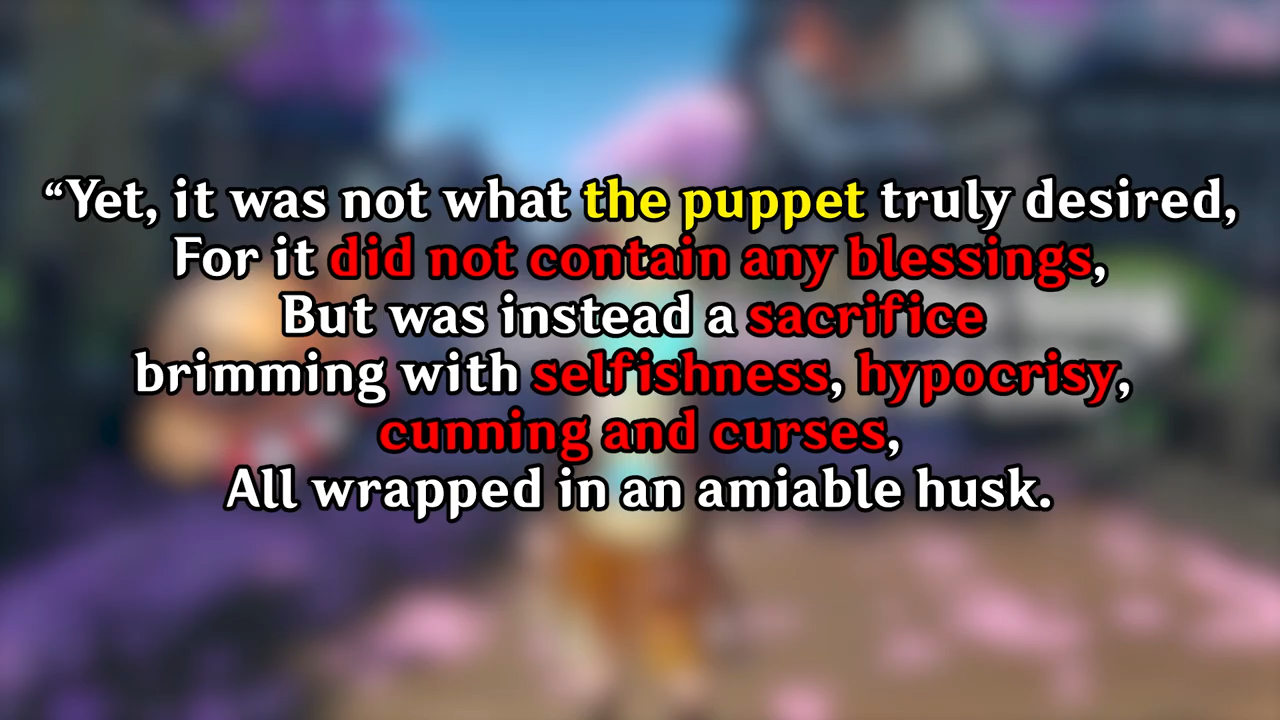 “Yet, it was not what the puppet truly desired,
For it did not contain any blessings,
But was instead a sacrifice
brimming with selfishness, hypocrisy,
cunning and curses,
All wrapped in an amiable husk.